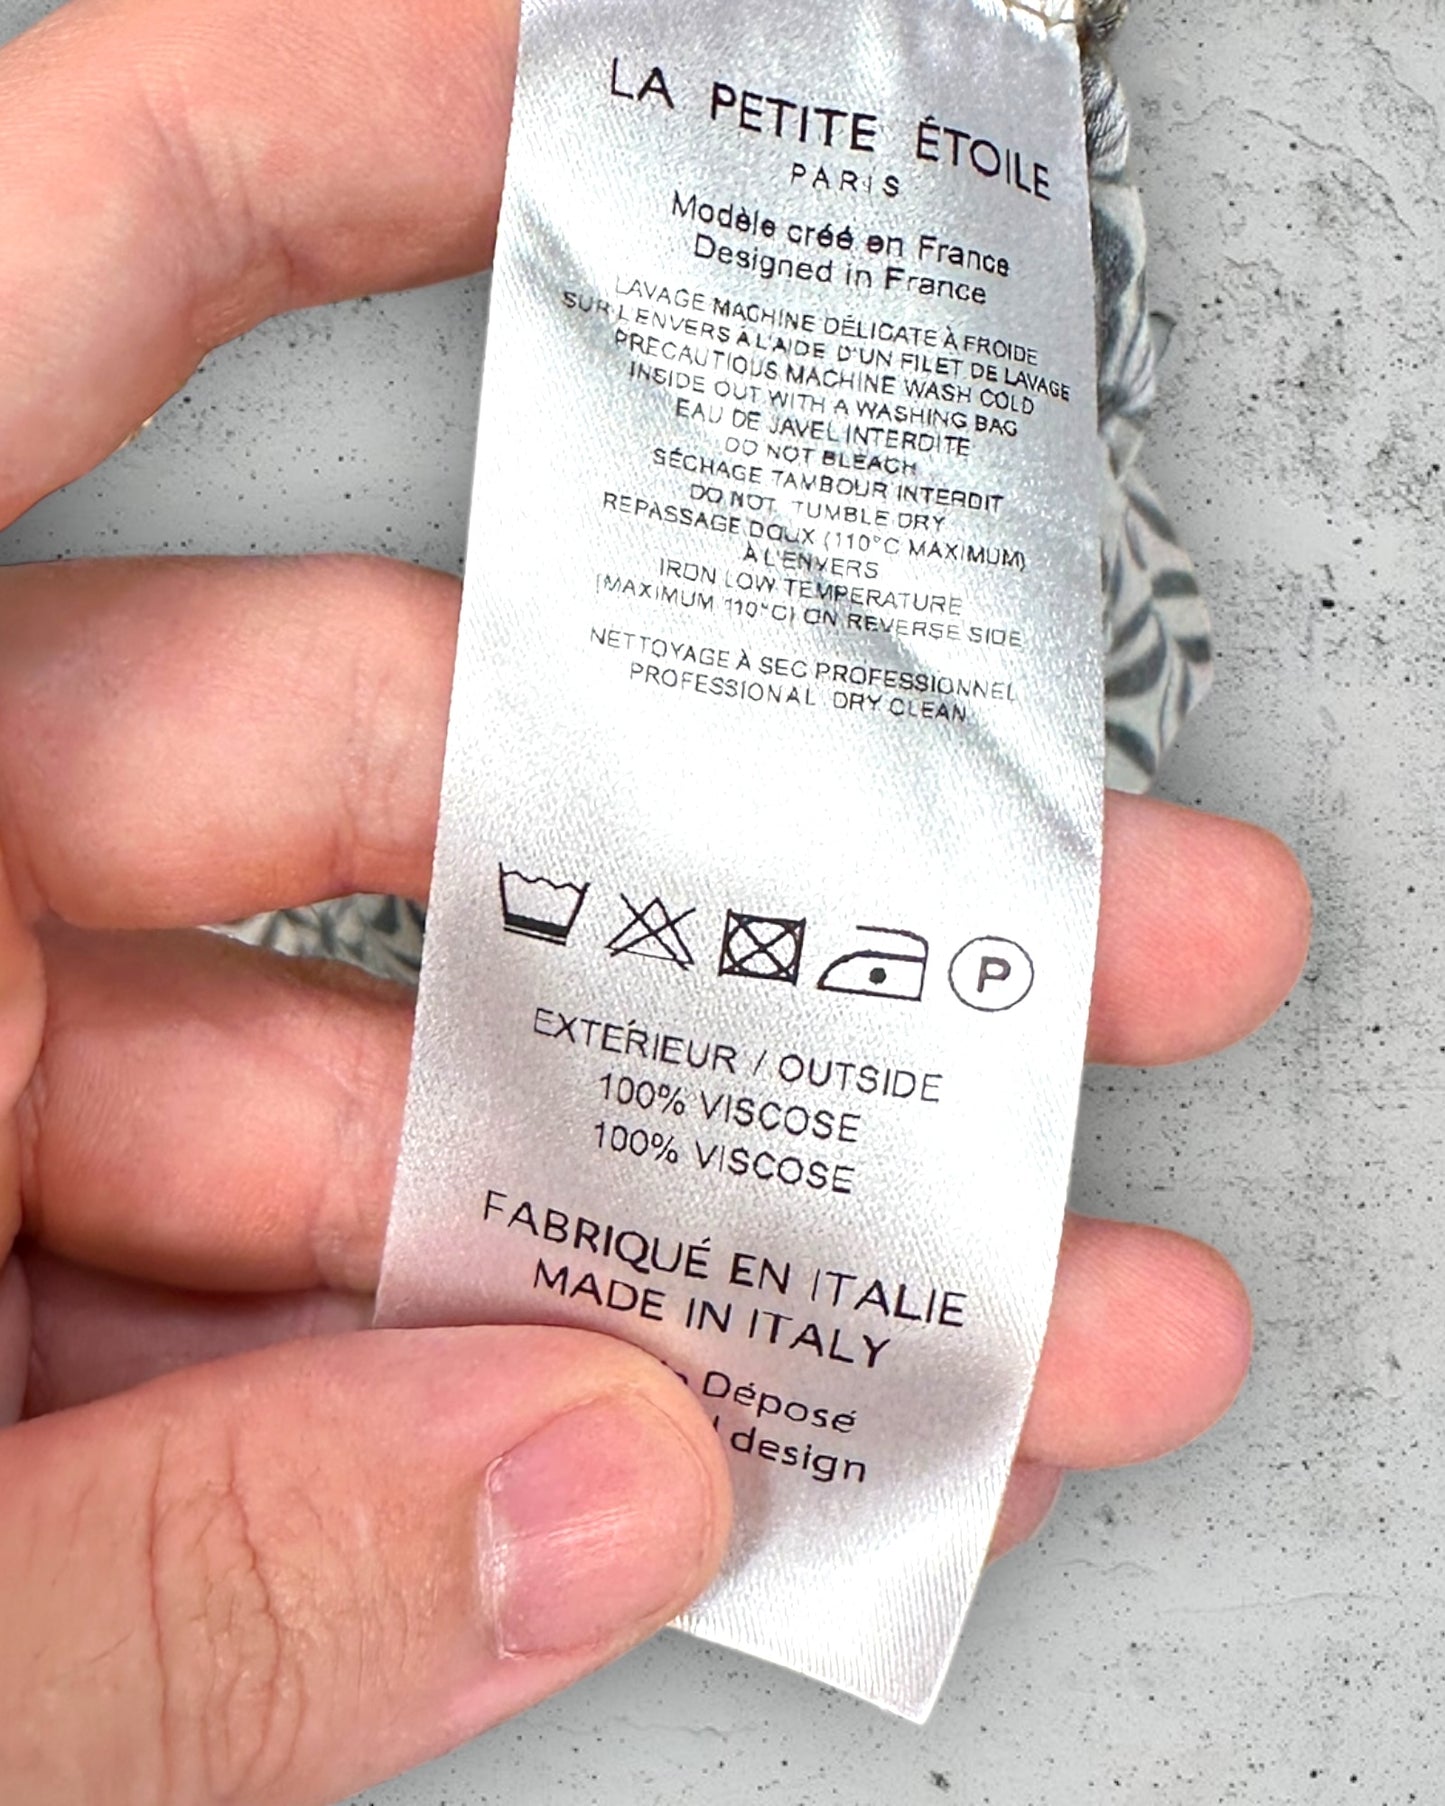 LA PETITE ÉTOILE
PARIS
Modèle créé en France
Designed in France
LAVAGE MACHINE DÉLICATE À FROIDE
SUR L'ENVERS À L'AIDE D'UN FILET DE LAVAGE
PRECAUTIOUS MACHINE WASH COLD
INSIDE OUT WITH A WASHING BAG
EAU DE JAVEL INTERDITE
DO NOT BLEACH
SÉCHAGE TAMBOUR INTERDIT
DO NOT TUMBLE DRY
REPASSAGE DOUX (110°C MAXIMUM)
À L'ENVERS
IRON LOW TEMPERATURE
(MAXIMUM 110°C) ON REVERSE SIDE
NETTOYAGE À SEC PROFESSIONNEL
PROFESSIONAL DRY CLEAN
P
EXTÉRIEUR / OUTSIDE
100% VISCOSE
100% VISCOSE
FABRIQUÉ EN ITALIE
MADE IN ITALY
Déposé
design